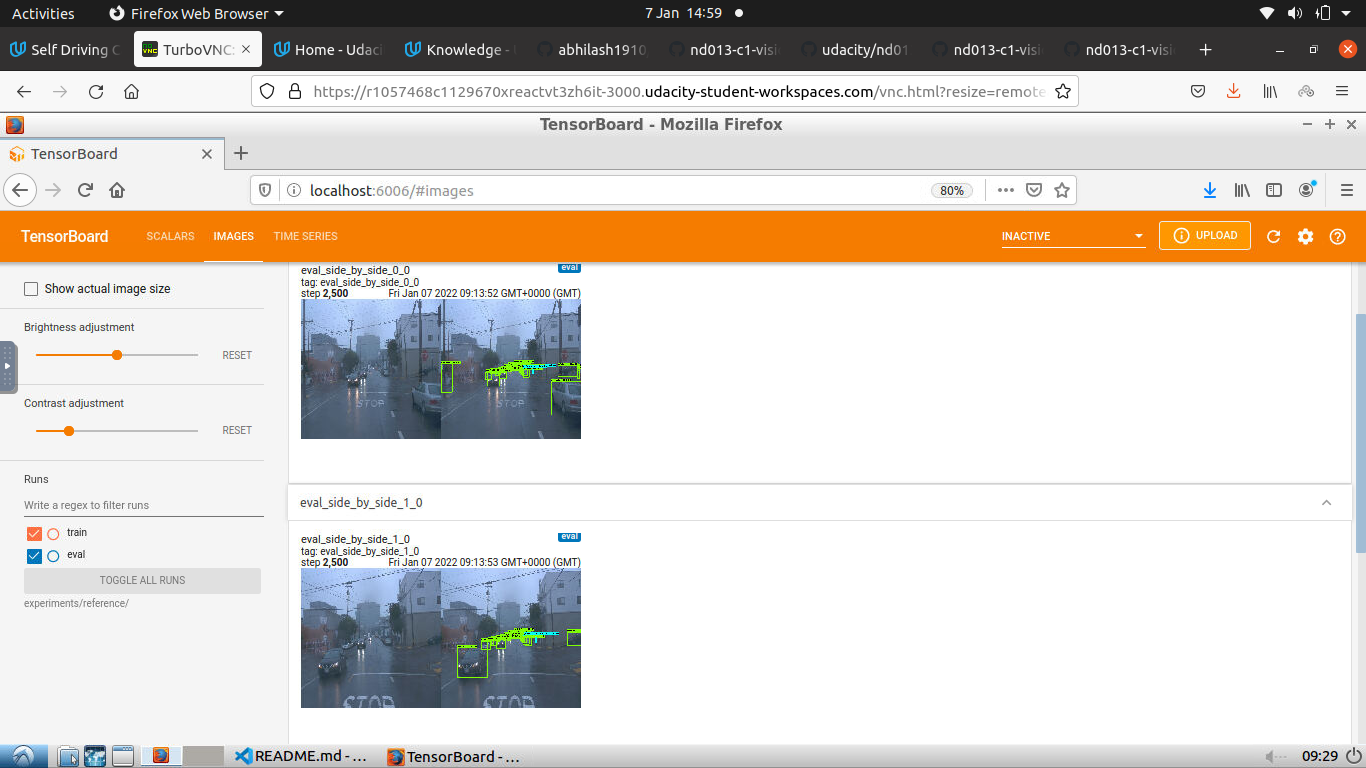 Activities Firefox Web Browser 7 Jan 14:59
Self Driving C TurboVNC: Home - Udac Knowledge - abhilash1910 nd013-c1-visi udacity/nd01 nd013-c1-visi nd013-c1-visi
https://r1057468c1129670xreactvt3zh6it-3000.udacity-student-workspaces.com/vnc.html?resize=remote
TensorBoard - Mozilla Firefox
TensorBoard
localhost:6006/#images 80%
TensorBoard SCALARS IMAGES TIME SERIES INACTIVE UPLOAD
eval_side_by_side_0_0 eval
tag: eval_side_by_side_0_0
step 2,500 Fri Jan 07 2022 09:13:52 GMT+0000 (GMT)
STOP STOP
Show actual image size
Brightness adjustment
RESET
Contrast adjustment
RESET
Runs
Write a regex to filter runs
train
eval
TOGGLE ALL RUNS
experiments/reference/
eval_side_by_side_1_0
eval_side_by_side_1_0 eval
tag: eval_side_by_side_1_0
step 2,500 Fri Jan 07 2022 09:13:53 GMT+0000 (GMT)
STOP STOP
README.md - ... TensorBoard - ... 09:29